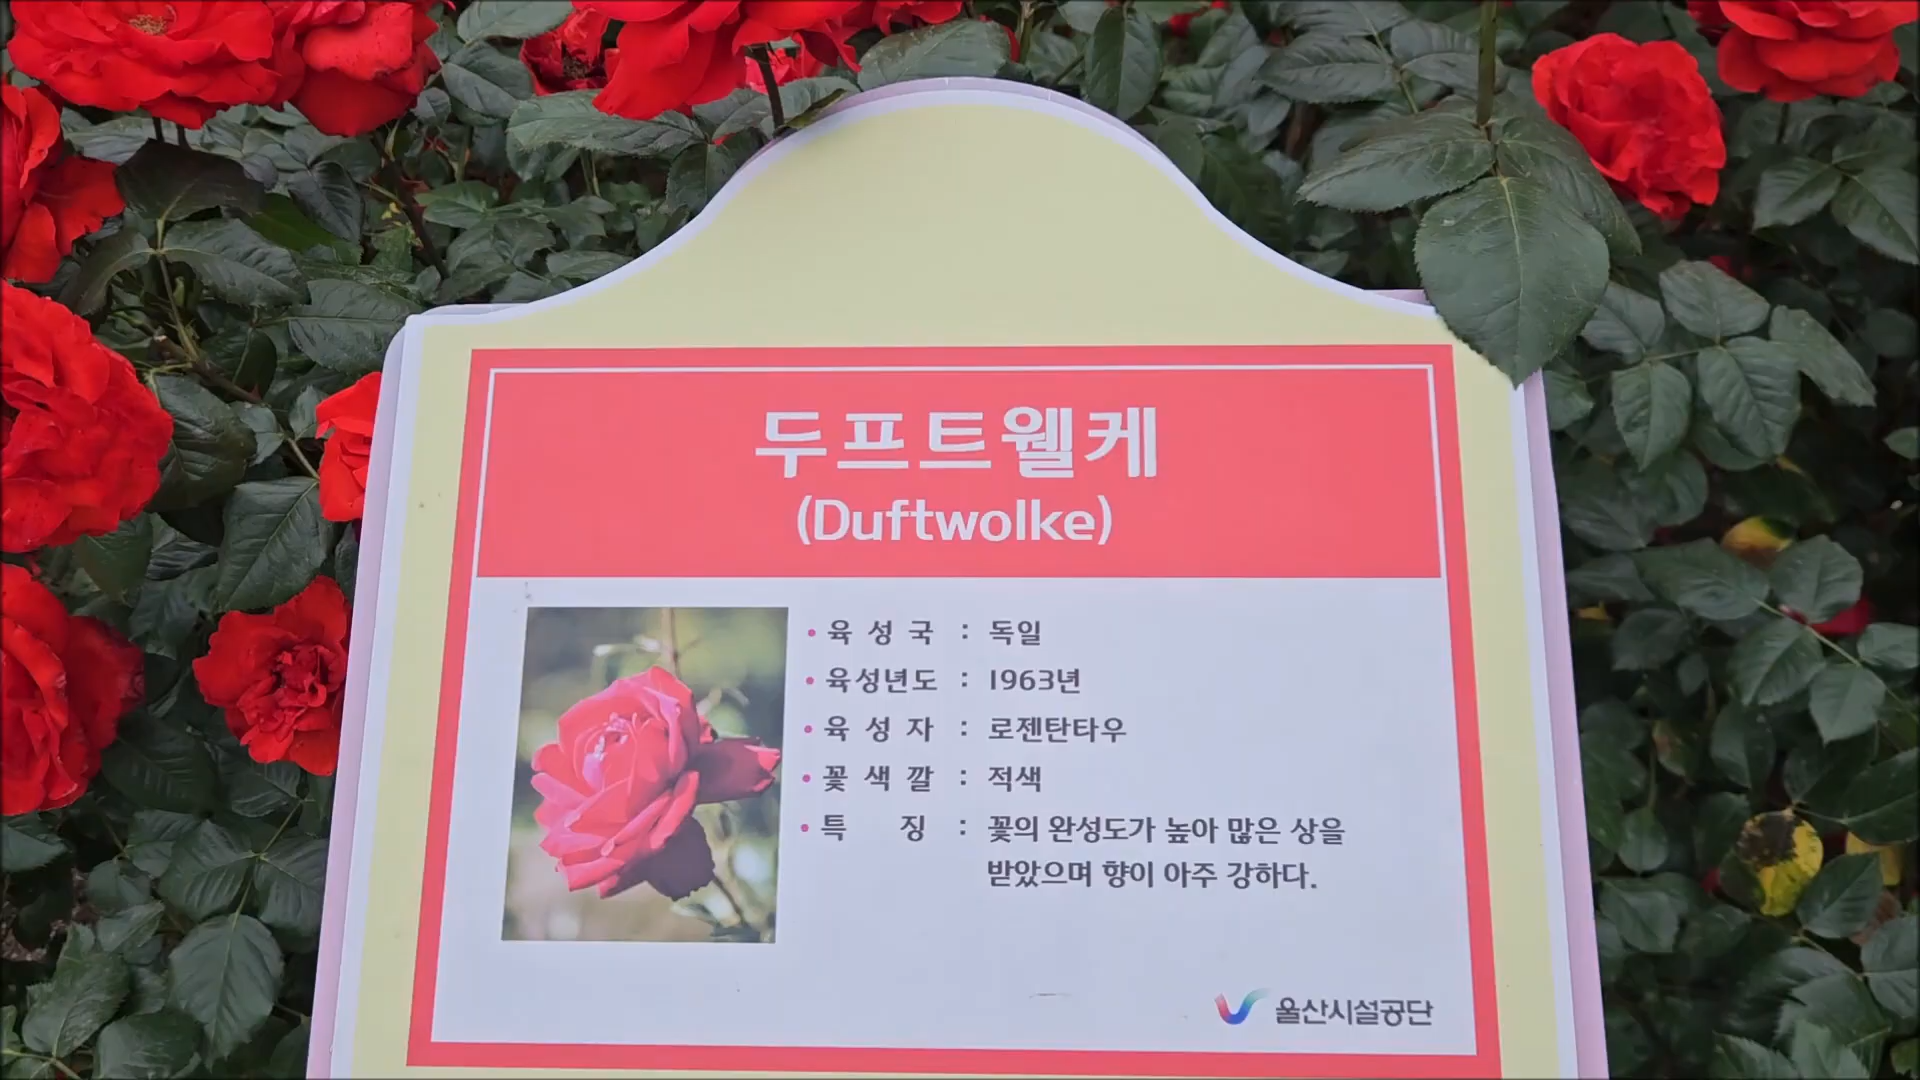 두프트웰케
(Duftwolke)
• 육 성 국 : 독일
• 육성년도 : 1963년
• 육 성 자 : 로젠탄타우
• 꽃 색 깔 : 적색
• 특 징 : 꽃의 완성도가 높아 많은 상을
받았으며 향이 아주 강하다.
울산시설공단